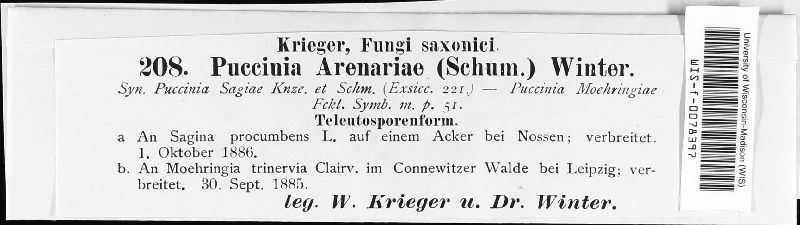 Krieger, Fungi saxonici.
208. Puccinia Arenariae (Schum.) Winter.
Syn. Puccinia Sagiae Knze. et Schm. (Exsicc. 221.) — Puccinia Moehringiae
Fckl. Symb. m. p. 51.
Teleutosporenform.
a An Sagina procumbens L. auf einem Acker bei Nossen; verbreitet.
1. Oktober 1886.
b. An Moehringia trinervia Clairv. im Connewitzer Walde bei Leipzig; ver-
breitet. 30. Sept. 1885.
leg. W. Krieger u. Dr. Winter.
University of Wisconsin-Madison (WIS)
WIS-f-0078397